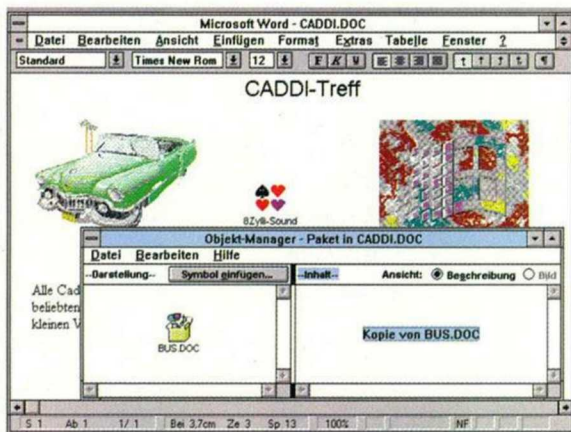 Microsoft Word - CADDI.DOC
Datei Bearbeiten Ansicht Einfügen Format Extras Tabelle Fenster ?
Standard Times New Rom 12 F K U
CADDI-Treff
8Zyl-Sound
Objekt-Manager - Paket in CADDI.DOC
Datei Bearbeiten Hilfe
--Darstellung-- Symbol einfügen... --Inhalt-- Ansicht: Beschreibung Bild
Alle Cad
beliebten
kleinen V
BUS.DOC
Kopie von BUS.DOC
S 1 Ab 1 1/ 1 Bei 3,7cm Ze 3 Sp 13 100% NF